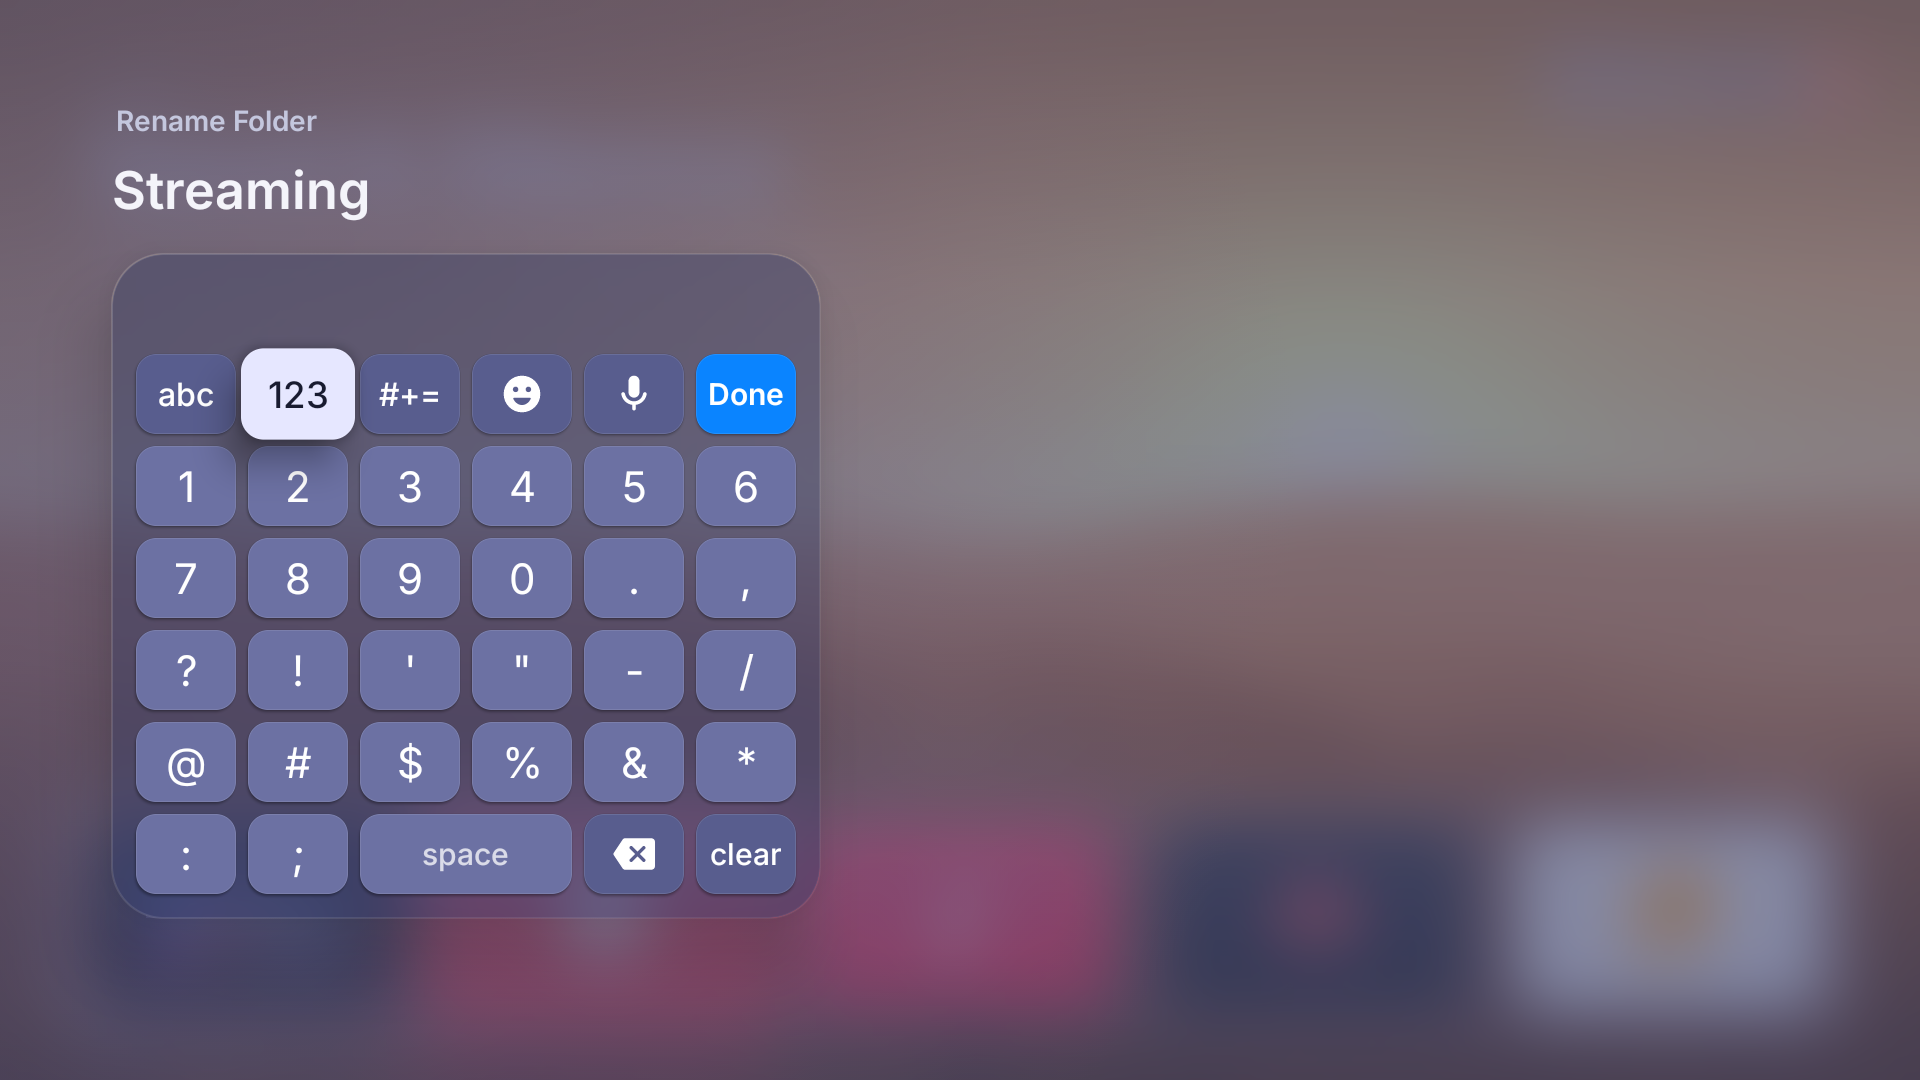 Rename Folder
Streaming
abc 123 #+= Done
1 2 3 4 5 6
7 8 9 0 . ,
? ! ' " - /
@ # $ % & *
: ; space clear